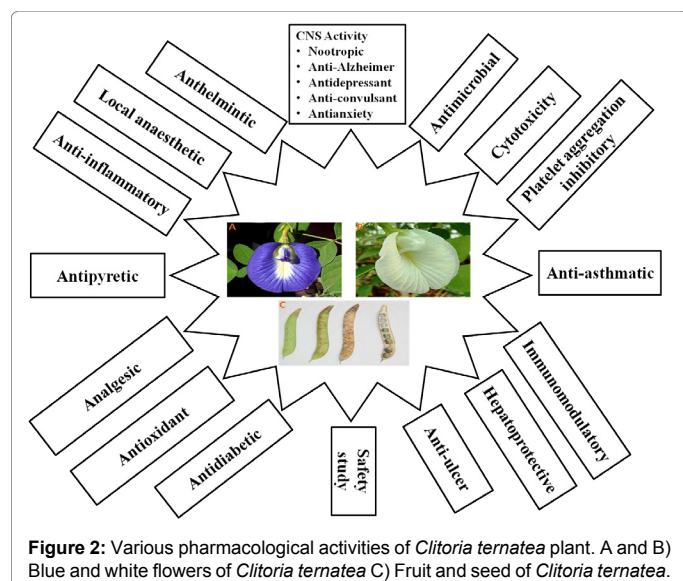 CNS Activity
• Nootropic
• Anti-Alzheimer
• Antidepressant
• Anti-convulsant
• Antianxiety
Antimicrobial
Cytotoxicity
Platelet aggregation
inhibitory
Anti-asthmatic
Immunomodulatory
Hepatoprotective
Anti-ulcer
Safety
study
Antidiabetic
Antioxidant
Analgesic
Antipyretic
Anti-inflammatory
Local anaesthetic
Anthelmintic
A
B
C
Figure 2: Various pharmacological activities of Clitoria ternatea plant. A and B)
Blue and white flowers of Clitoria ternatea C) Fruit and seed of Clitoria ternatea.